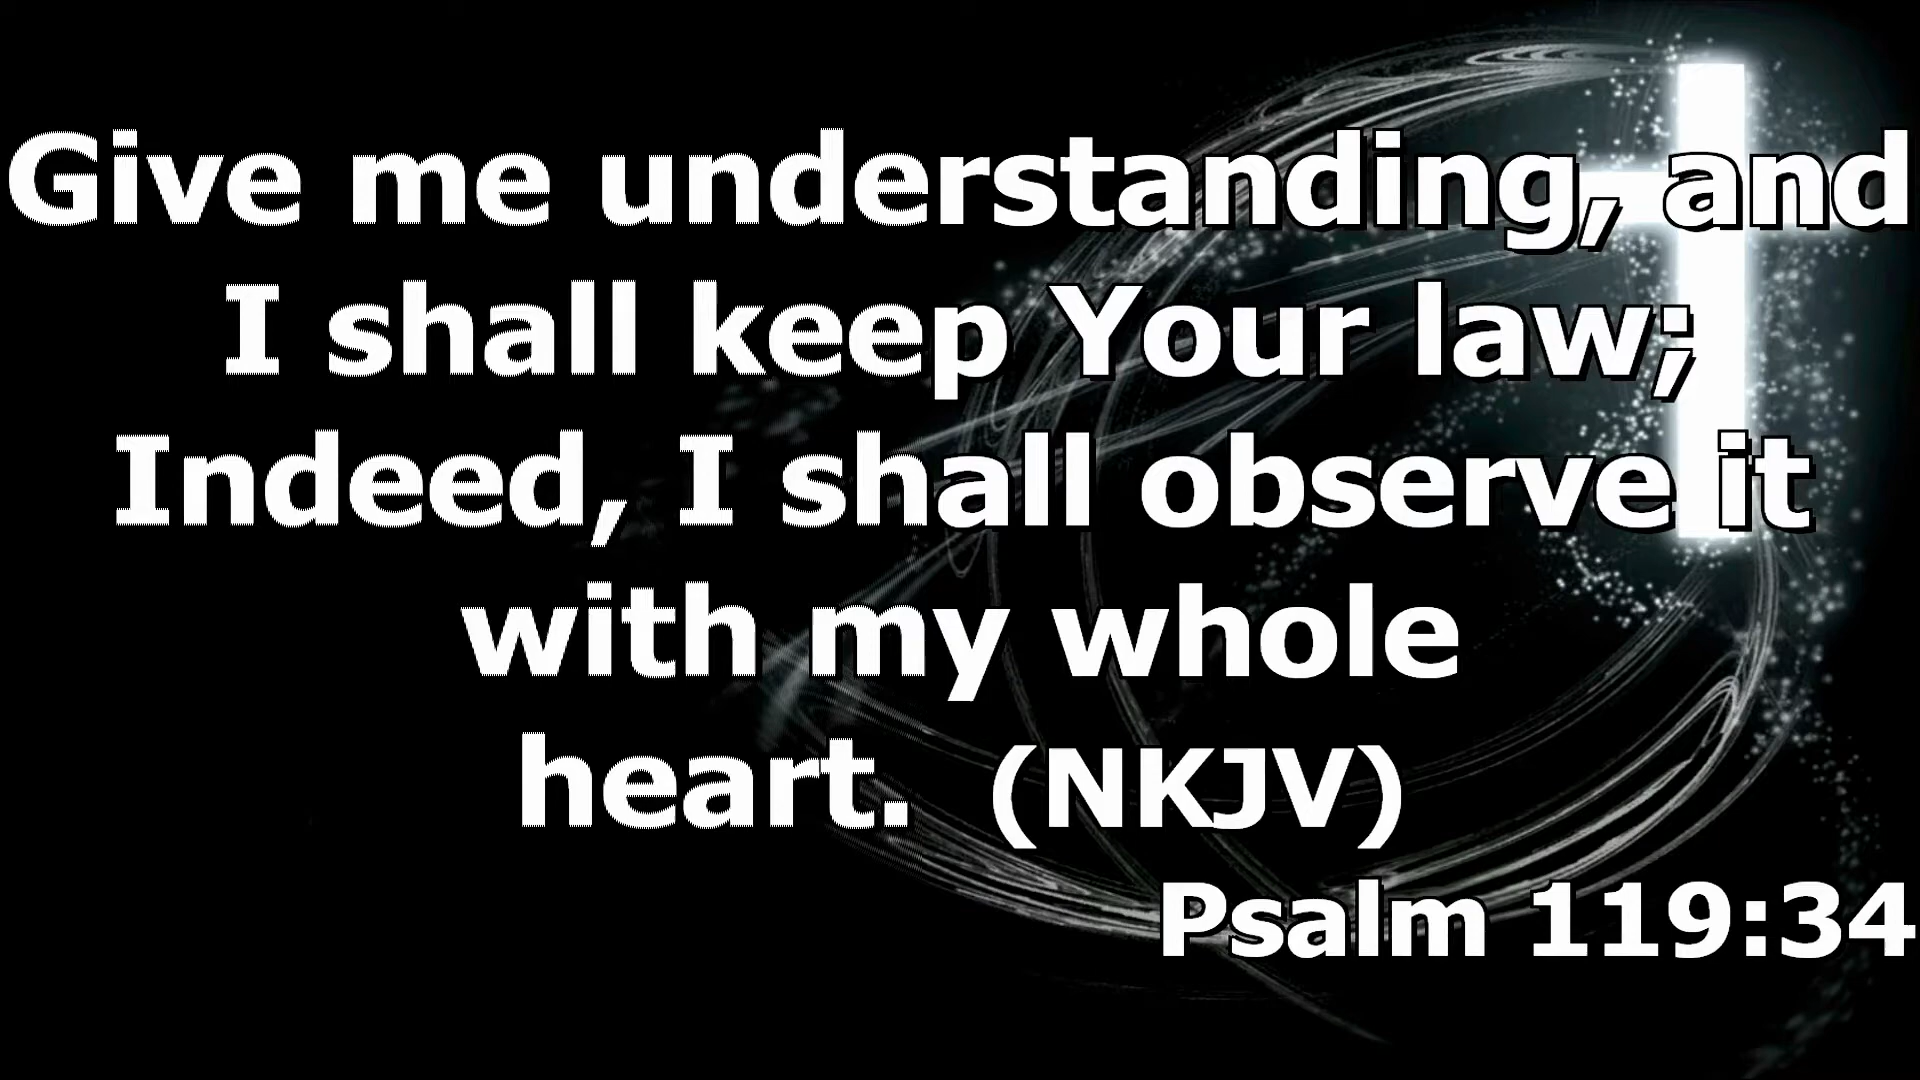 Give me understanding, and
I shall keep Your law;
Indeed, I shall observe it
with my whole
heart.  (NKJV)
Psalm 119:34